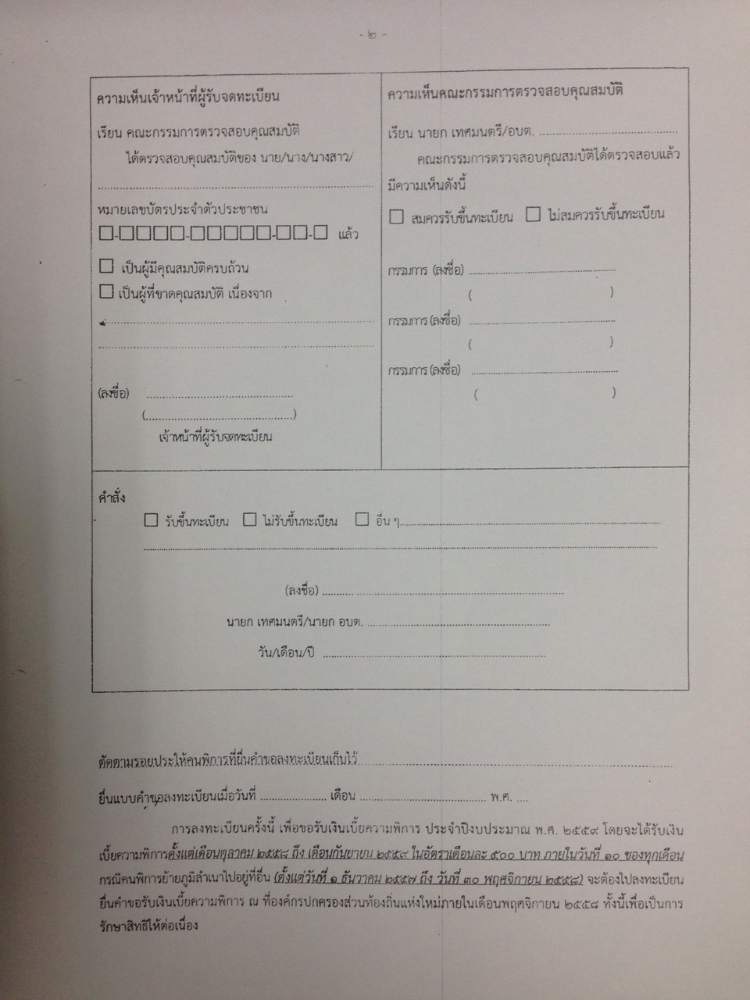 - ๒ -
ความเห็นเจ้าหน้าที่ผู้รับจดทะเบียน
เรียน คณะกรรมการตรวจสอบคุณสมบัติ
ได้ตรวจสอบคุณสมบัติของ นาย/นาง/นางสาว/
หมายเลขบัตรประจำตัวประชาชน
แล้ว
เป็นผู้มีคุณสมบัติครบถ้วน
เป็นผู้ที่ขาดคุณสมบัติ เนื่องจาก
(ลงชื่อ) ..........
(..........)
เจ้าหน้าที่ผู้รับจดทะเบียน
ความเห็นคณะกรรมการตรวจสอบคุณสมบัติ
เรียน นายก เทศมนตรี/อบต. ..........
คณะกรรมการตรวจสอบคุณสมบัติได้ตรวจสอบแล้ว
มีความเห็นดังนี้
สมควรรับขึ้นทะเบียน ไม่สมควรรับขึ้นทะเบียน
กรรมการ (ลงชื่อ) ..........
( )
กรรมการ (ลงชื่อ) ..........
( )
กรรมการ (ลงชื่อ) ..........
( )
คำสั่ง
รับขึ้นทะเบียน ไม่รับขึ้นทะเบียน อื่น ๆ..........
(ลงชื่อ) ..........
นายก เทศมนตรี/นายก อบต. ..........
วัน/เดือน/ปี ..........
ตัดตามรอยประให้คนพิการที่ยื่นคำขอลงทะเบียนเก็บไว้..........
ยื่นแบบคำขอลงทะเบียนเมื่อวันที่ .......... เดือน .......... พ.ศ. ....
การลงทะเบียนครั้งนี้ เพื่อขอรับเงินเบี้ยความพิการ ประจำปีงบประมาณ พ.ศ. ๒๕๕๙ โดยจะได้รับเงิน
เบี้ยความพิการตั้งแต่เดือนตุลาคม ๒๕๕๘ ถึง เดือนกันยายน ๒๕๕๙ ในอัตราเดือนละ ๕๐๐ บาท ภายในวันที่ ๑๐ ของทุกเดือน
กรณีคนพิการย้ายภูมิลำเนาไปอยู่ที่อื่น (ตั้งแต่วันที่ ๑ ธันวาคม ๒๕๕๗ ถึง วันที่ ๓๐ พฤศจิกายน ๒๕๕๘) จะต้องไปลงทะเบียน
ยื่นคำขอรับเงินเบี้ยความพิการ ณ ที่องค์กรปกครองส่วนท้องถิ่นแห่งใหม่ภายในเดือนพฤศจิกายน ๒๕๕๘ ทั้งนี้เพื่อเป็นการ
รักษาสิทธิให้ต่อเนื่อง